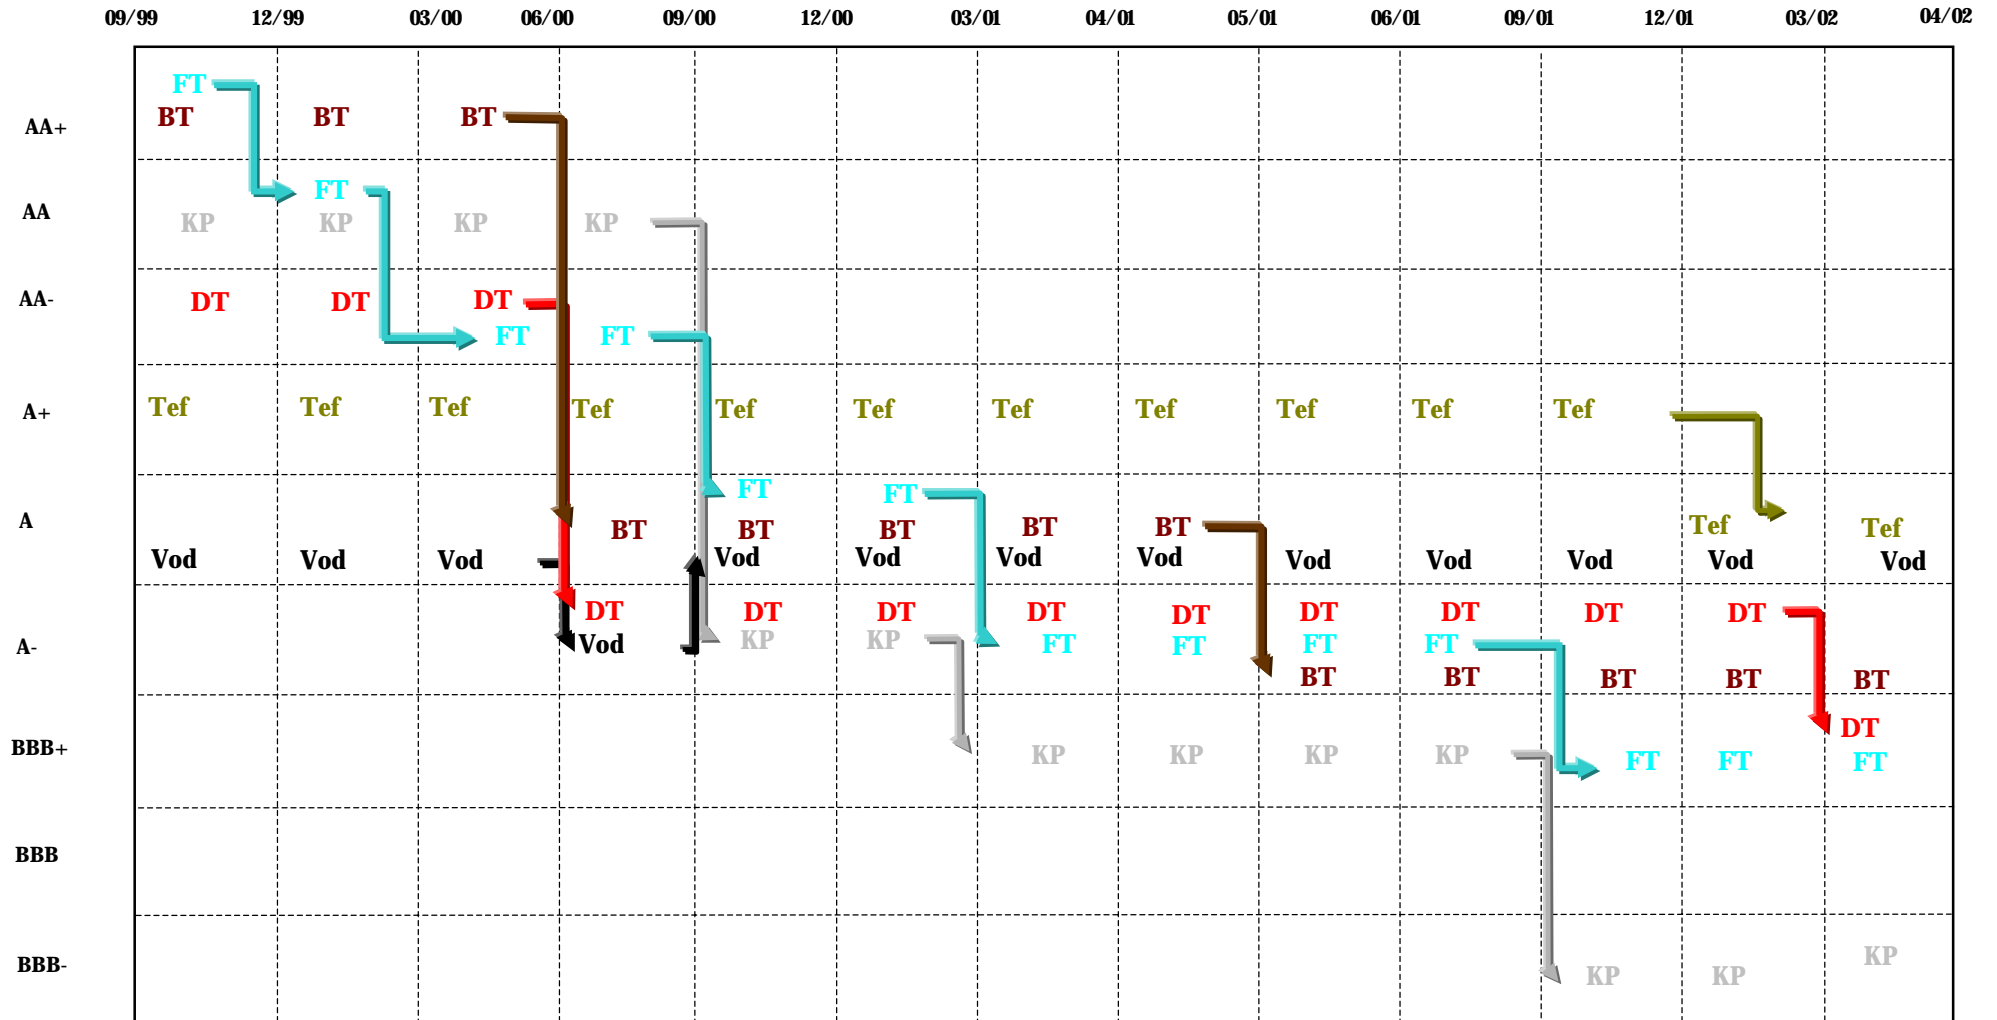 09/99 12/99 03/00 06/00 09/00 12/00 03/01 04/01 05/01 06/01 09/01 12/01 03/02 04/02
FT
AA+ BT BT BT
FT
AA KP KP KP KP
AA- DT DT DT
FT FT
A+ Tef Tef Tef Tef Tef Tef Tef Tef Tef Tef Tef
FT FT
A BT BT BT BT BT Tef Tef
Vod Vod Vod Vod Vod Vod Vod Vod Vod Vod Vod Vod
DT DT DT DT DT DT DT DT DT
A- Vod KP KP FT FT FT FT
BT BT BT BT BT
DT
BBB+ KP KP KP KP FT FT FT
BBB
BBB- KP KP KP